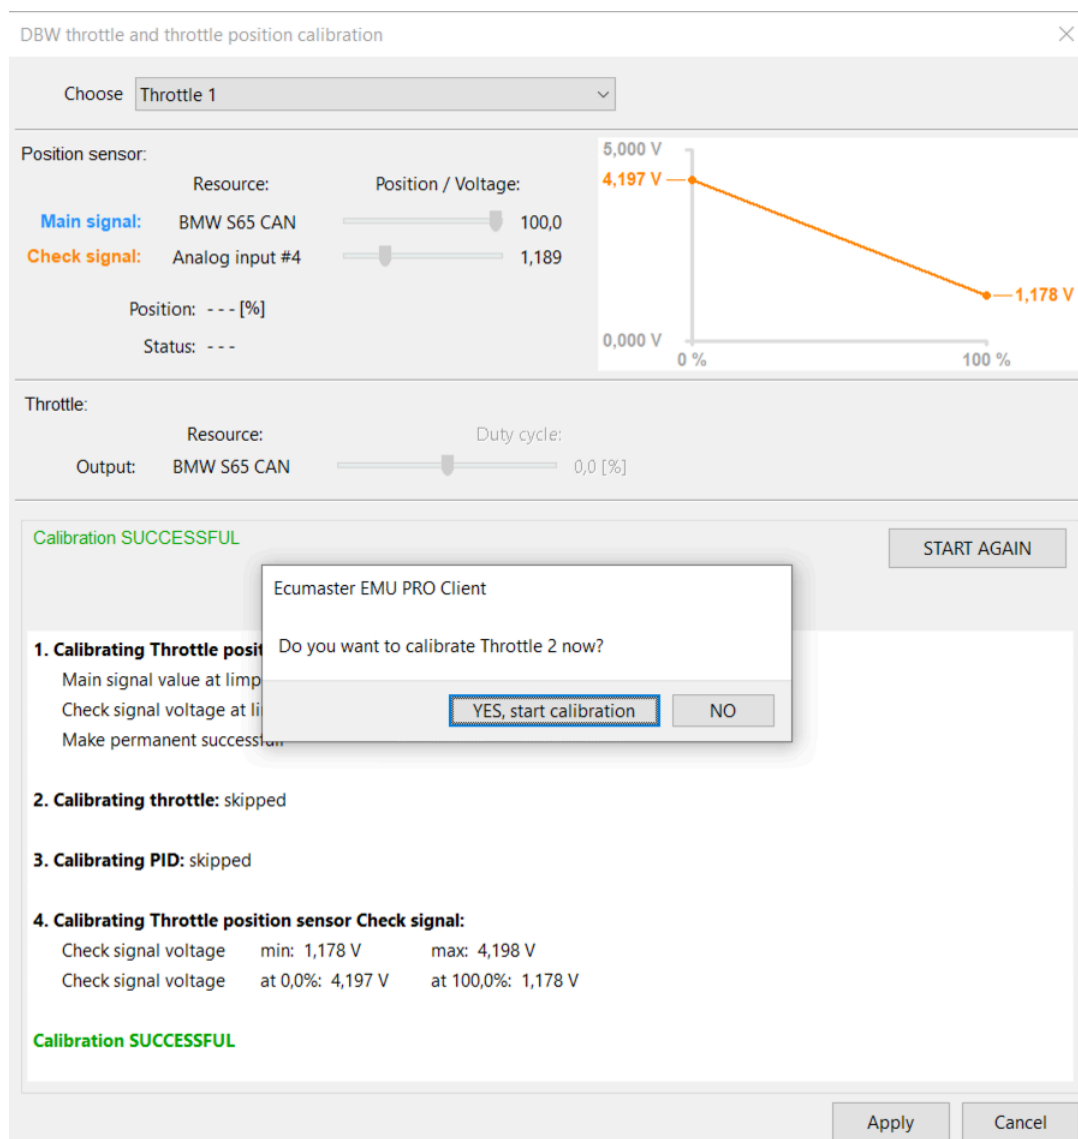 DBW throttle and throttle position calibration
Choose Throttle 1
Position sensor:
Resource: Position / Voltage:
Main signal: BMW S65 CAN 100,0
Check signal: Analog input #4 1,189
Position: - - - [%]
Status: - - -
5,000 V
4,197 V
1,178 V
0,000 V
0 % 100 %
Throttle:
Resource: Duty cycle:
Output: BMW S65 CAN 0,0 [%]
Calibration SUCCESSFUL
START AGAIN
Ecumaster EMU PRO Client
Do you want to calibrate Throttle 2 now?
YES, start calibration NO
1. Calibrating Throttle
Main signal value at
Check signal voltage at
Make permanent
2. Calibrating throttle: skipped
3. Calibrating PID: skipped
4. Calibrating Throttle position sensor Check signal:
Check signal voltage min: 1,178 V max: 4,198 V
Check signal voltage at 0,0%: 4,197 V at 100,0%: 1,178 V
Calibration SUCCESSFUL
Apply Cancel